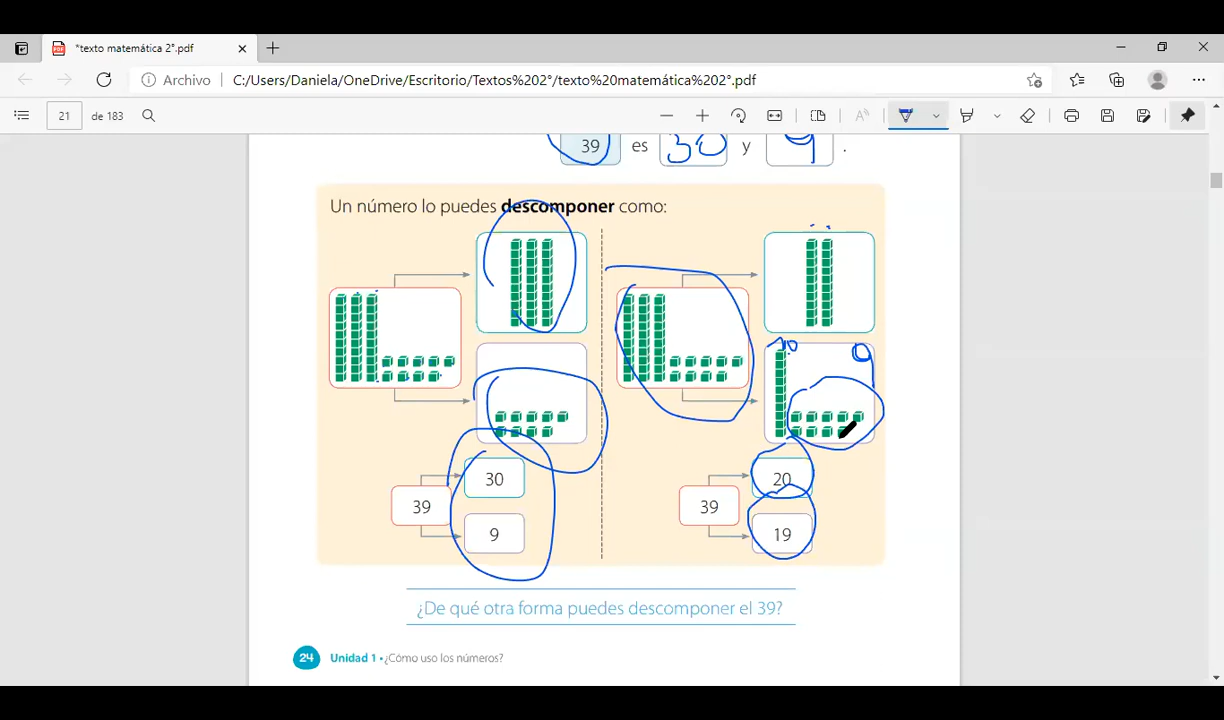 *texto matemática 2°.pdf
Archivo C:/Users/Daniela/OneDrive/Escritorio/Textos%202°/texto%20matemática%202°.pdf
21 de 183
39 es 30 y 9 .
Un número lo puedes descomponer como:
10 9
30 20
39 39
9 19
¿De qué otra forma puedes descomponer el 39?
24 Unidad 1 • ¿Cómo uso los números?